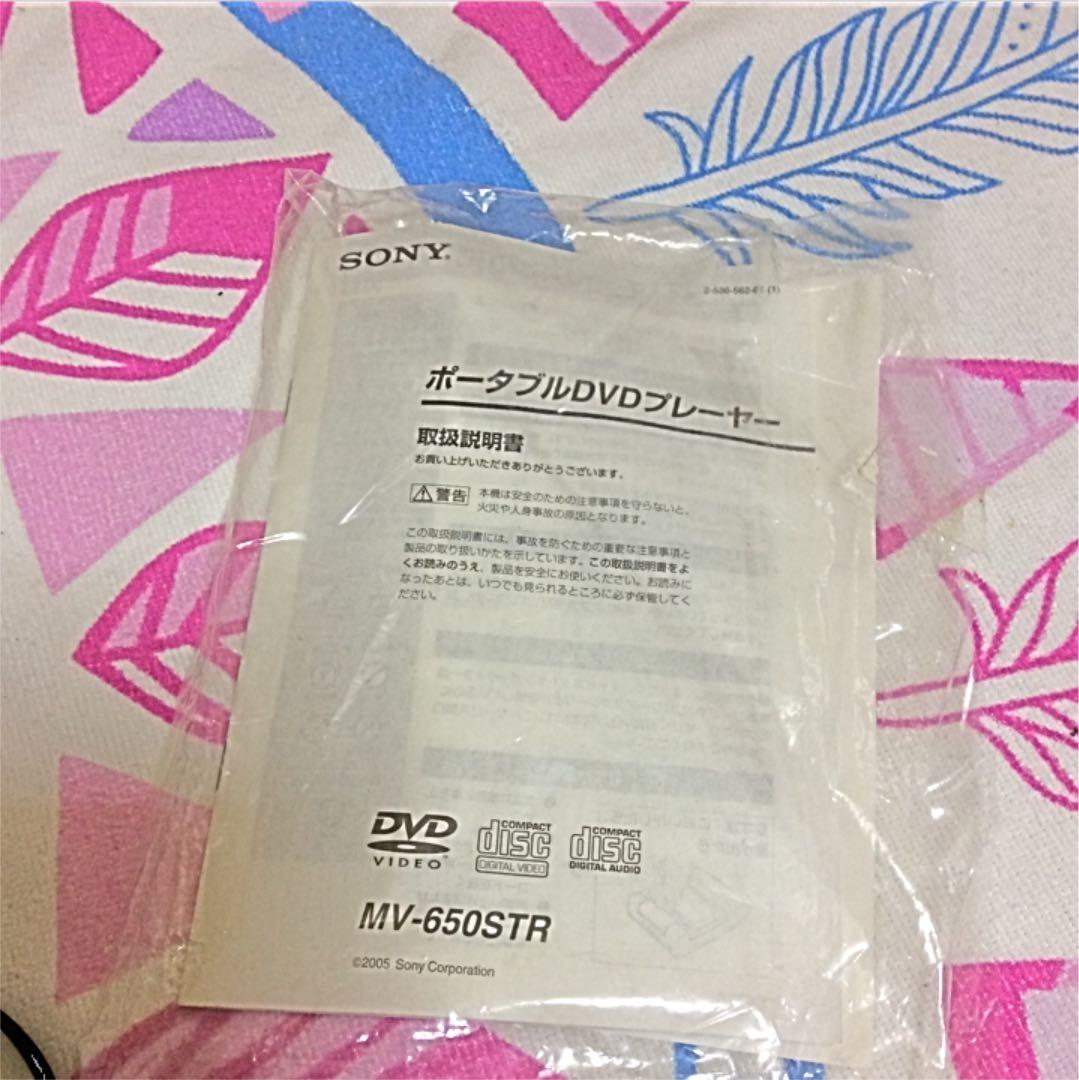 SONY®
ポータブルDVDプレーヤー
取扱説明書
お買い上げいただきありがとうございます。
警告 本機は安全のための注意事項を守らないと、
火災や人身事故の原因となります。
この取扱説明書には、事故を防ぐための重要な注意事項と
製品の取り扱いかたを示しています。この取扱説明書をよ
くお読みのうえ、製品を安全にお使いください。お読みに
なったあとは、いつでも見られるところに必ず保管してく
ださい。
DVD
VIDEO
COMPACT
disc
DIGITAL VIDEO
COMPACT
disc
DIGITAL AUDIO
MV-650STR
©2005 Sony Corporation